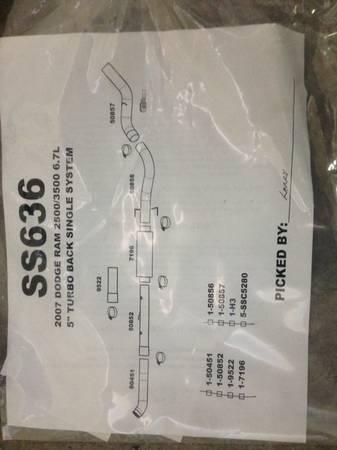 SS636
2007 DODGE RAM 2500/3500 6.7L
5" TURBO BACK SINGLE SYSTEM
50451
50852
9522
7196
50856
50857
1-50451
1-50852
1-9522
1-7196
1-50856
1-50857
1-H3
5-SSC5280
PICKED BY: